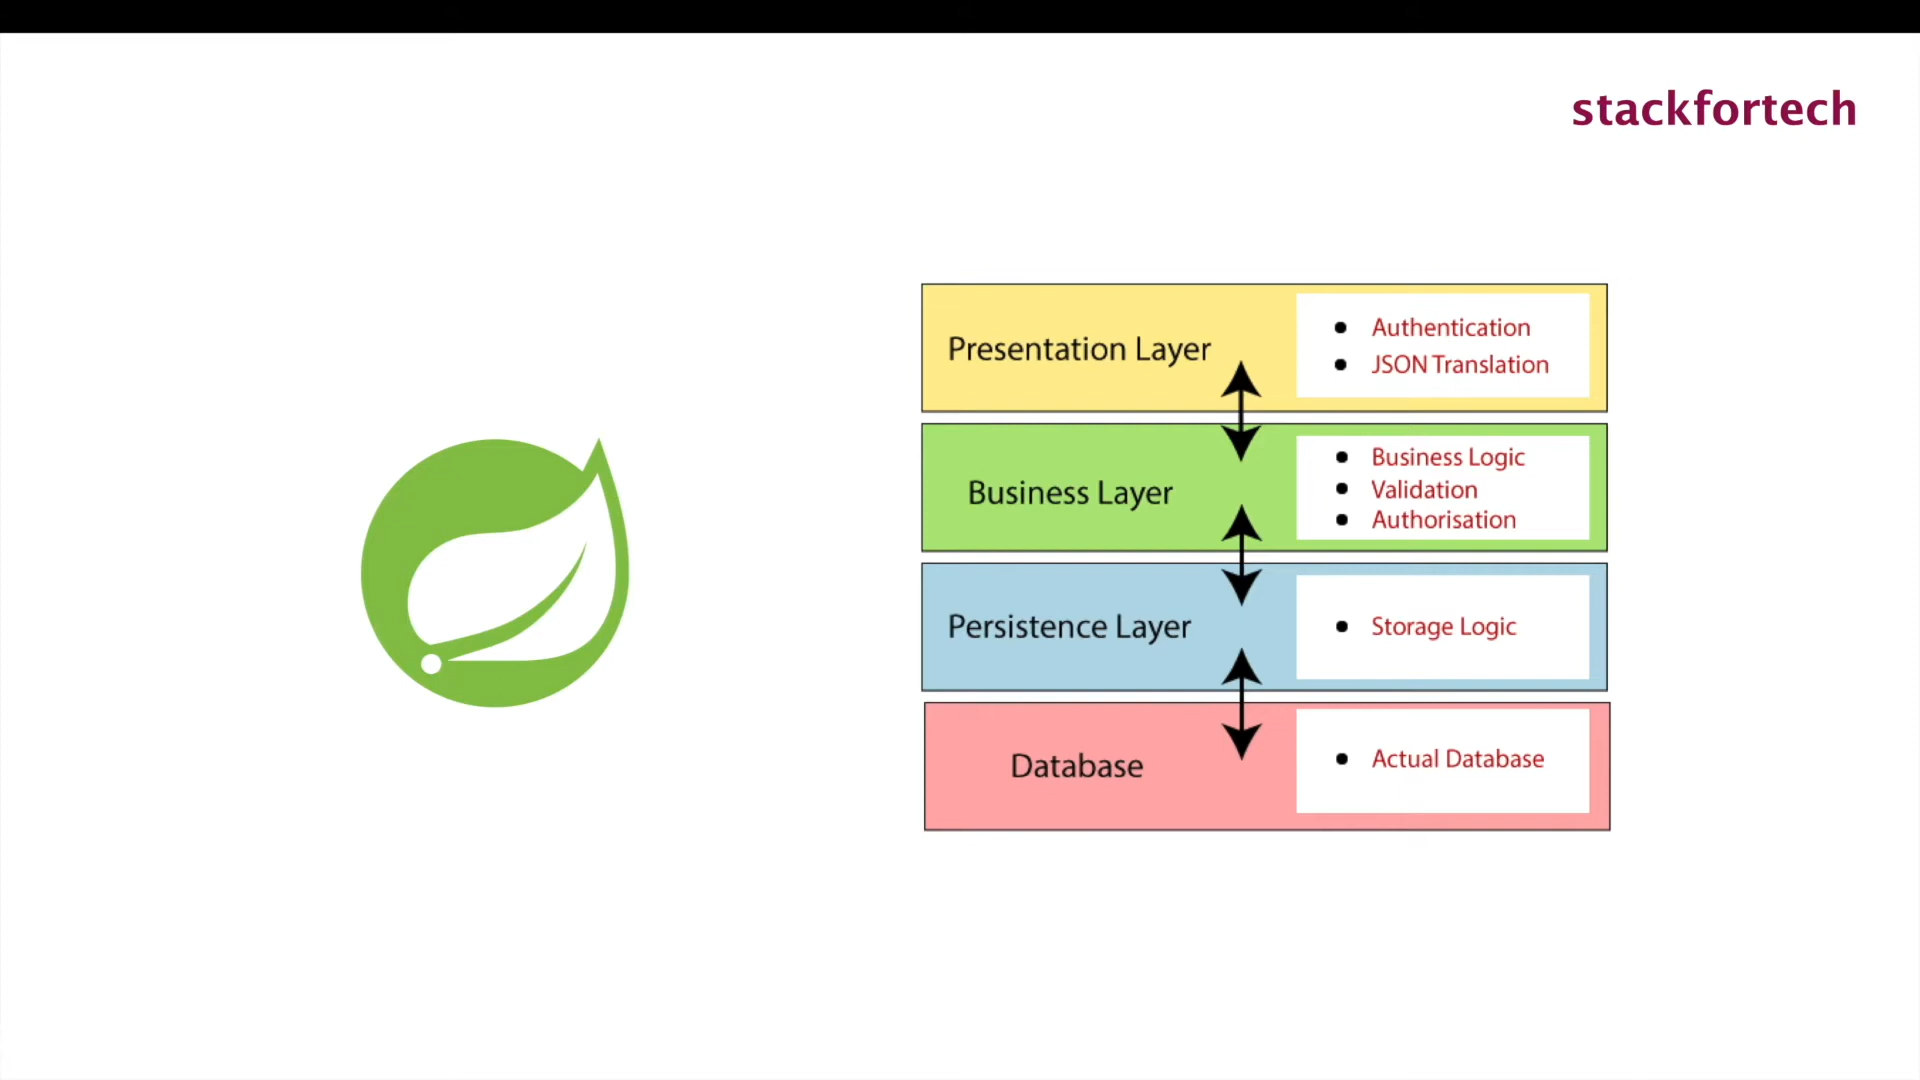 stackfortech
Presentation Layer
Authentication
JSON Translation
Business Layer
Business Logic
Validation
Authorisation
Persistence Layer
Storage Logic
Database
Actual Database